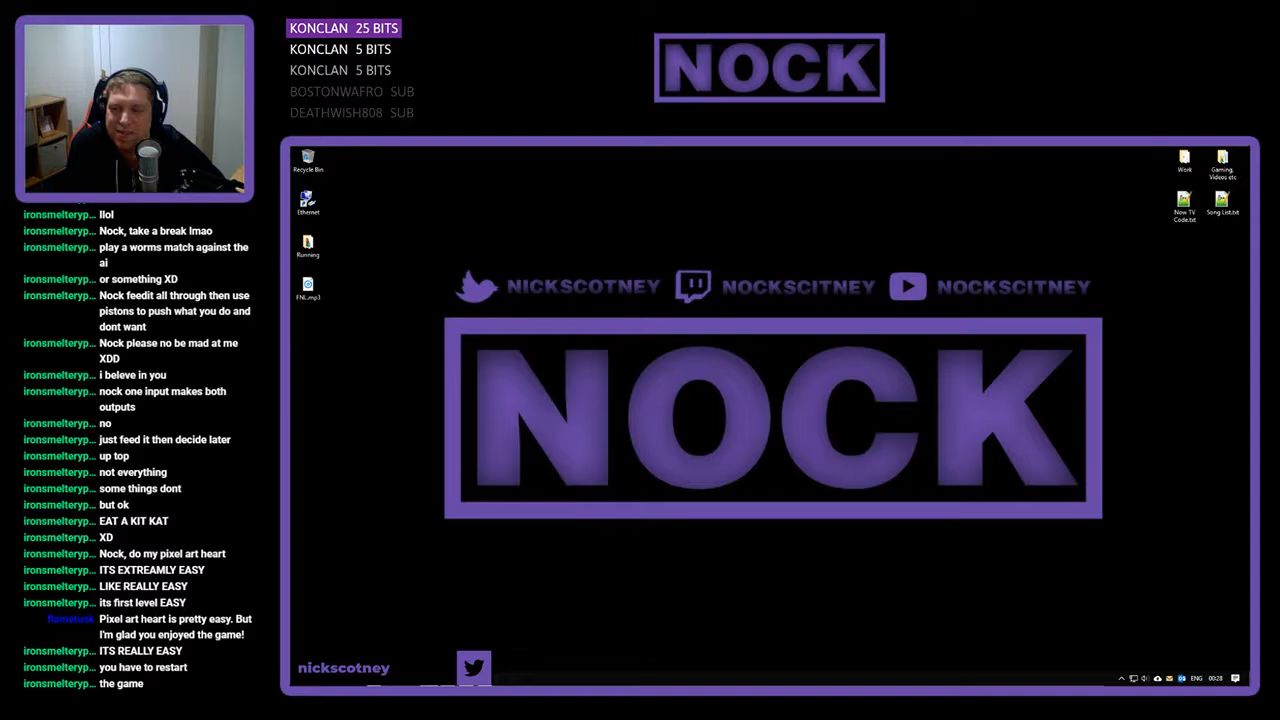 KONCLAN 25 BITS
KONCLAN 5 BITS
KONCLAN 5 BITS
BOSTONWAFRO SUB
DEATHWISH808 SUB
NOCK
ironsmelteryp... llol
ironsmelteryp... Nock, take a break lmao
ironsmelteryp... play a worms match against the
ai
ironsmelteryp... or something XD
ironsmelteryp... Nock feedit all through then use
pistons to push what you do and
dont want
ironsmelteryp... Nock please no be mad at me
XDD
ironsmelteryp... i beleve in you
ironsmelteryp... nock one input makes both
outputs
ironsmelteryp... no
ironsmelteryp... just feed it then decide later
ironsmelteryp... up top
ironsmelteryp... not everything
ironsmelteryp... some things dont
ironsmelteryp... but ok
ironsmelteryp... EAT A KIT KAT
ironsmelteryp... XD
ironsmelteryp... Nock, do my pixel art heart
ironsmelteryp... ITS EXTREAMLY EASY
ironsmelteryp... LIKE REALLY EASY
ironsmelteryp... its first level EASY
flametusk Pixel art heart is pretty easy. But
I'm glad you enjoyed the game!
ironsmelteryp... ITS REALLY EASY
ironsmelteryp... you have to restart
ironsmelteryp... the game
Recycle Bin
Ethernet
Running
FNL.mp3
Work
Gaming,
Videos etc
Now TV
Code.txt
Song List.txt
NICKSCOTNEY NOCKSCITNEY NOCKSCITNEY
NOCK
nickscotney
ENG 00:28